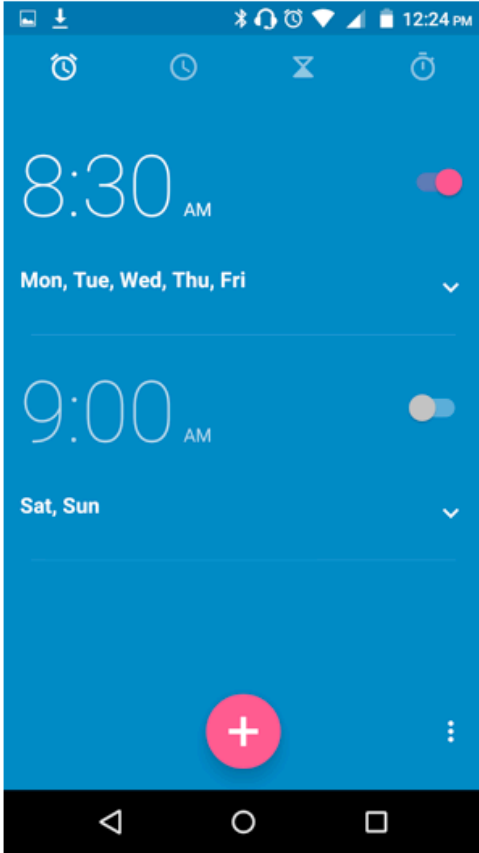 12:24 PM
8:30 AM
Mon, Tue, Wed, Thu, Fri
9:00 AM
Sat, Sun